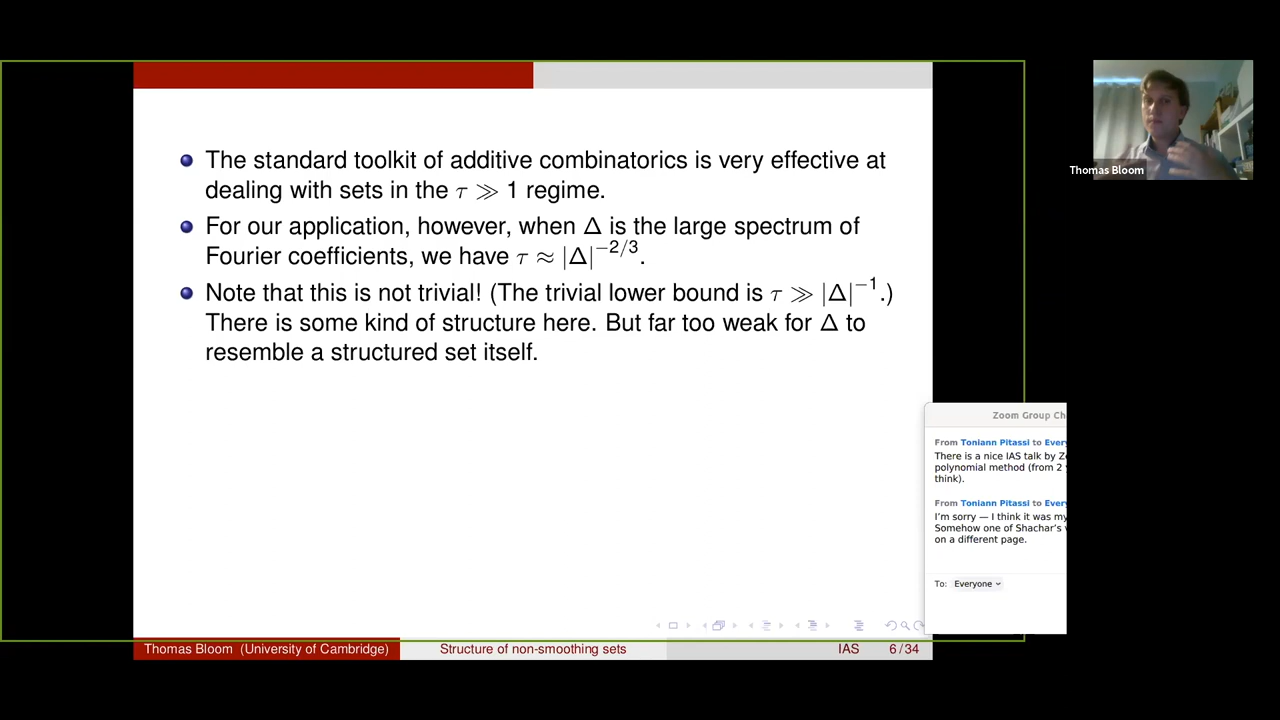 The standard toolkit of additive combinatorics is very effective at
dealing with sets in the τ ≫ 1 regime.
For our application, however, when Δ is the large spectrum of
Fourier coefficients, we have τ ≈ |Δ|^{−2/3}.
Note that this is not trivial! (The trivial lower bound is τ ≫ |Δ|^{−1}.)
There is some kind of structure here. But far too weak for Δ to
resemble a structured set itself.
Thomas Bloom
Zoom Group Ch
From Toniann Pitassi to Every
There is a nice IAS talk by Z
polynomial method (from 2
think).
From Toniann Pitassi to Every
I'm sorry — I think it was my
Somehow one of Shachar's
on a different page.
To: Everyone
Thomas Bloom (University of Cambridge)
Structure of non-smoothing sets
IAS
6 / 34